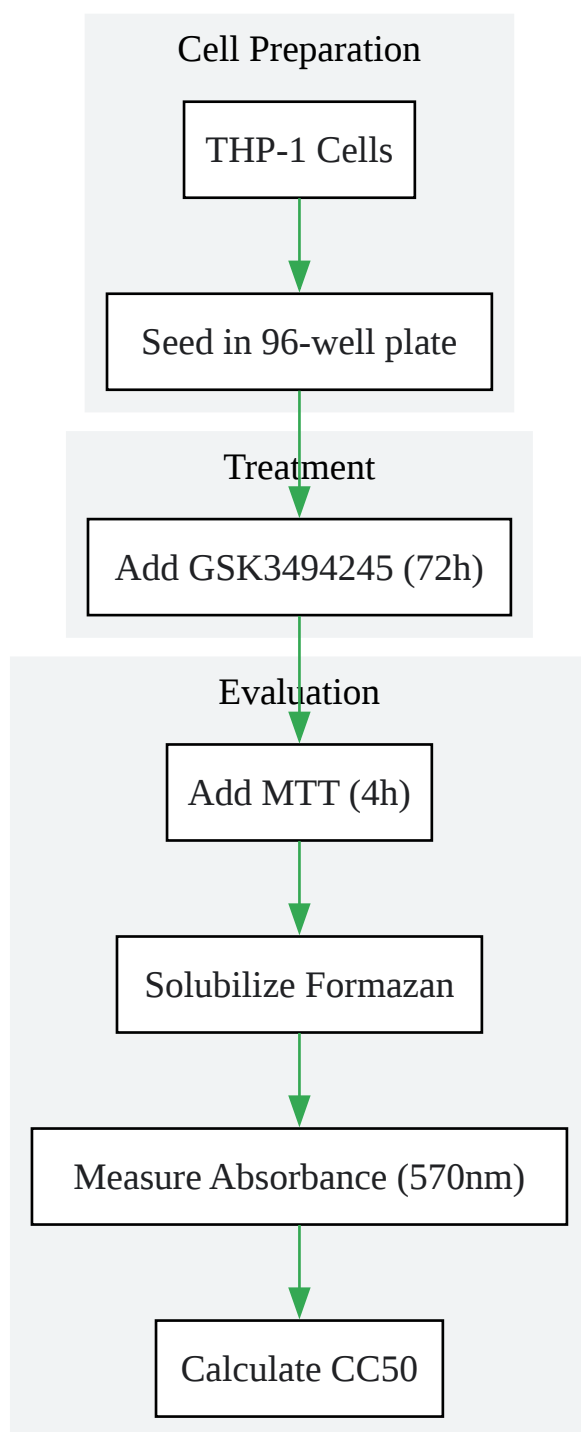 Cell Preparation
THP-1 Cells
Seed in 96-well plate
Treatment
Add GSK3494245 (72h)
Evaluation
Add MTT (4h)
Solubilize Formazan
Measure Absorbance (570nm)
Calculate CC50